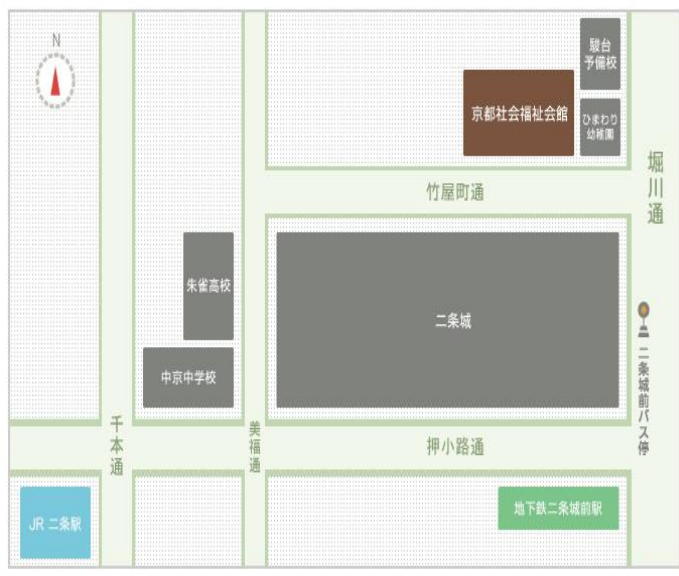 N
駿台
予備校
京都社会福祉会館
ひまわり
幼稚園
堀川通
竹屋町通
朱雀高校
二条城
中京中学校
二条城前バス停
千本通
美福通
押小路通
JR 二条駅
地下鉄二条城前駅